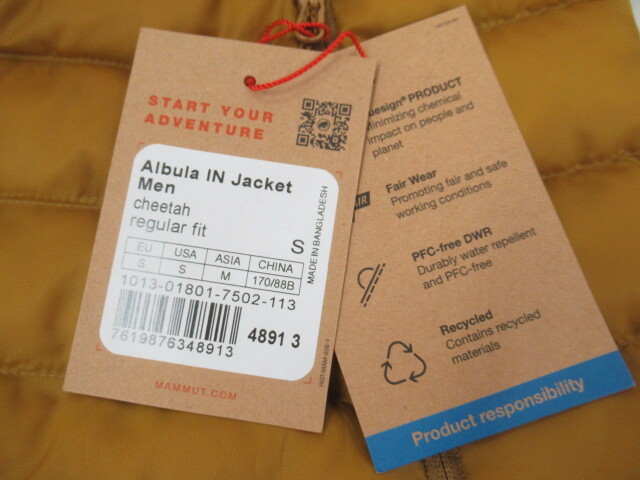 START YOUR
ADVENTURE
Albula IN Jacket
Men
cheetah
regular fit
S
MADE IN BANGLADESH
EU USA ASIA CHINA
S S M 170/88B
1013-01801-7502-113
7619876348913
4891 3
MAMMUT.COM
design® PRODUCT
Minimizing chemical
impact on people and
planet
Fair Wear
Promoting fair and safe
working conditions
PFC-free DWR
Durably water repellent
and PFC-free
Recycled
Contains recycled
materials
Product responsibility